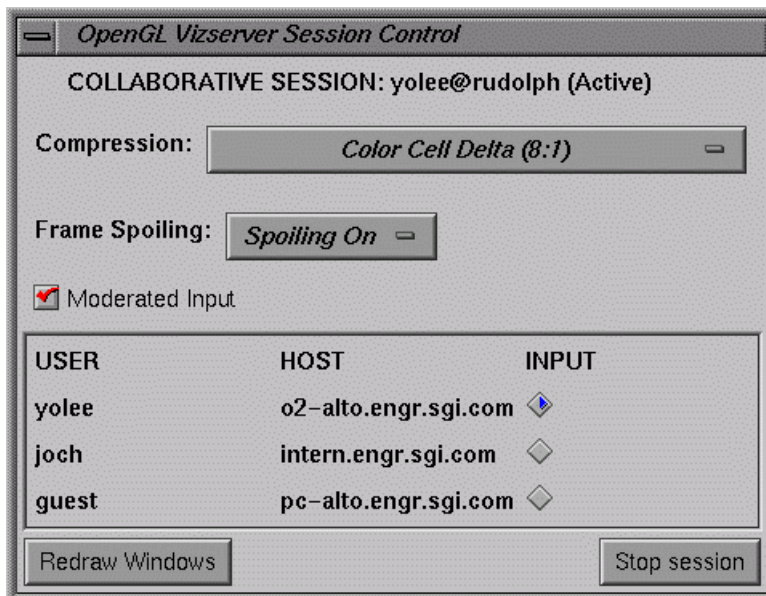 OpenGL Vizserver Session Control
COLLABORATIVE SESSION: yolee@rudolph (Active)
Compression: Color Cell Delta (8:1)
Frame Spoiling: Spoiling On
Moderated Input
USER HOST INPUT
yolee o2-alto.engr.sgi.com
joch intern.engr.sgi.com
guest pc-alto.engr.sgi.com
Redraw Windows Stop session